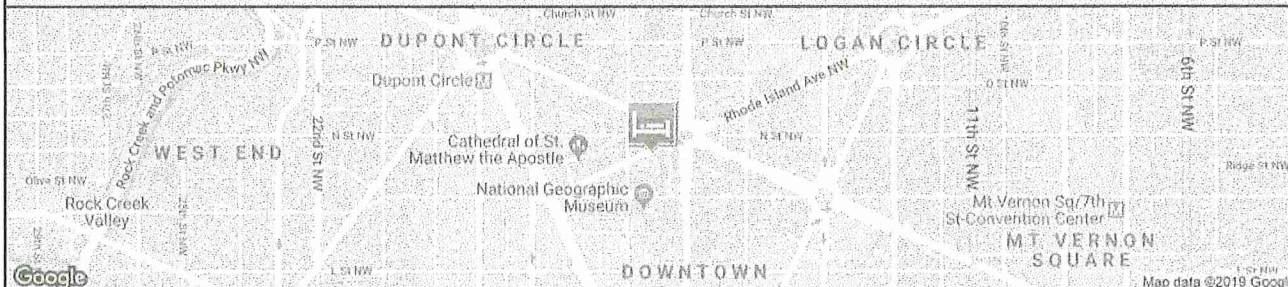 Church St NW
Church St NW
P St NW
P St NW
DUPONT CIRCLE
P St NW
LOGAN CIRCLE
P St NW
Rock Creek and Potomac Pkwy NW
Dupont Circle
Rhode Island Ave NW
O St NW
6th St NW
22nd St NW
N St NW
Cathedral of St.
Matthew the Apostle
N St NW
11th St NW
WEST END
Olive St NW
Ridge St NW
Rock Creek
Valley
National Geographic
Museum
Mt Vernon Sq/7th
St-Convention Center
MT VERNON
SQUARE
L St NW
DOWNTOWN
Google
Map data ©2019 Googl